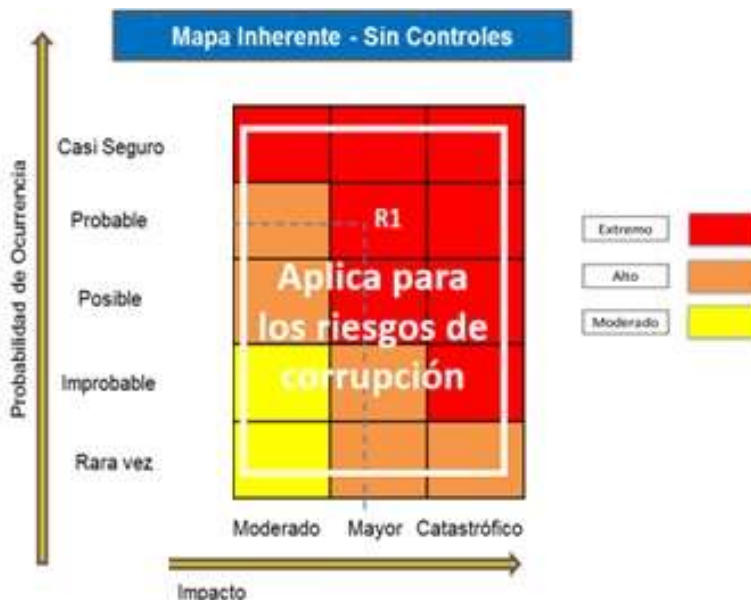 Mapa Inherente - Sin Controles
Probabilidad de Ocurrencia
Casi Seguro
Probable
Posible
Improbable
Rara vez
R1
Aplica para
los riesgos de
corrupción
Moderado
Mayor
Catastrófico
Impacto
Extremo
Alto
Moderado